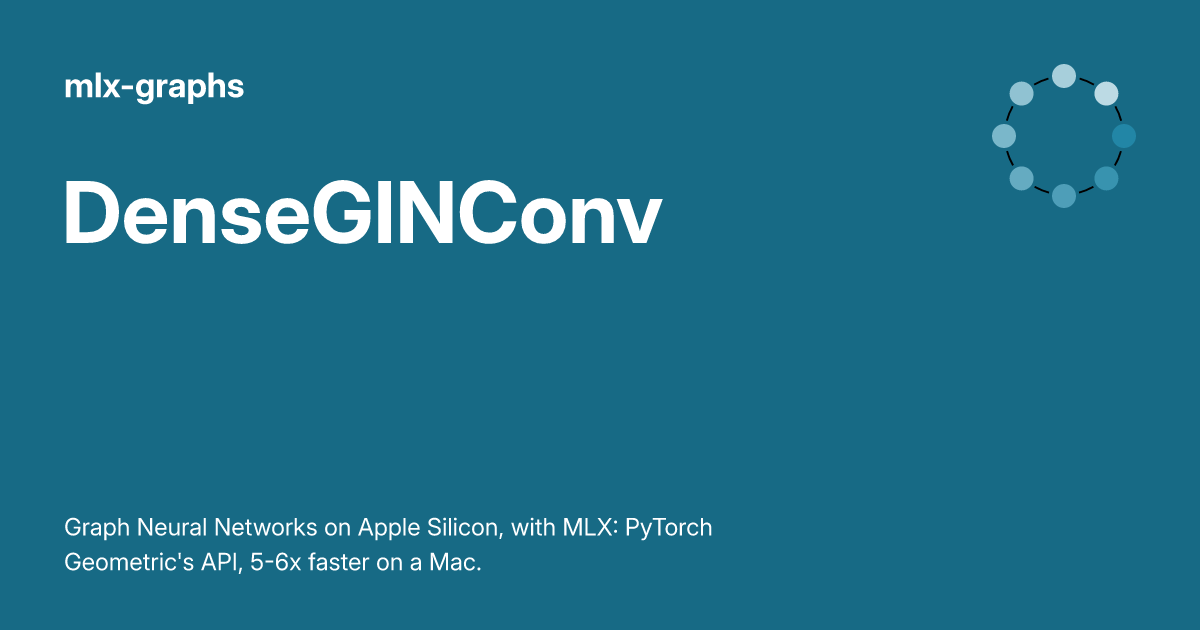 mlx-graphs
DenseGINConv
Graph Neural Networks on Apple Silicon, with MLX: PyTorch
Geometric's API, 5-6x faster on a Mac.